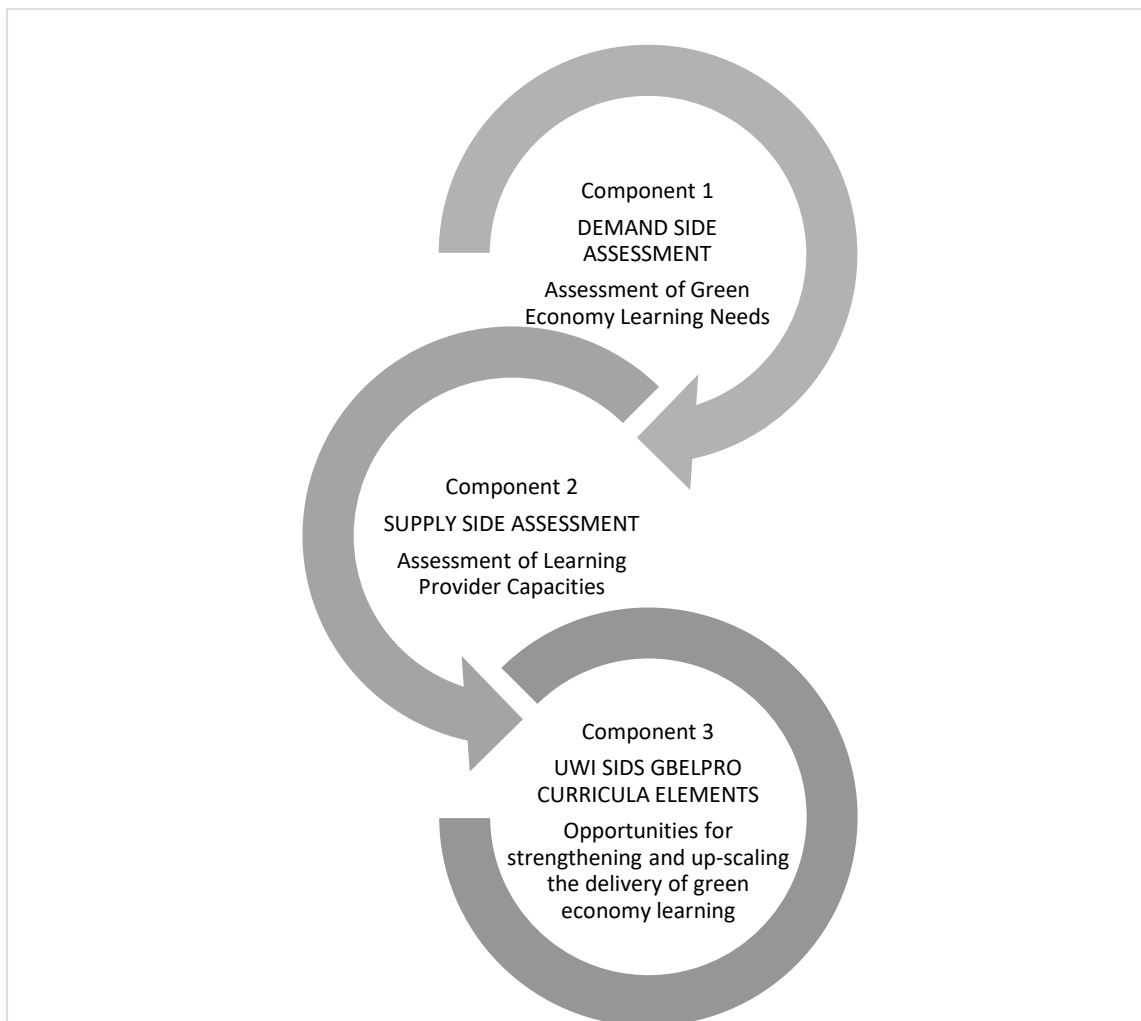 Component 1
DEMAND SIDE
ASSESSMENT
Assessment of Green
Economy Learning Needs
Component 2
SUPPLY SIDE ASSESSMENT
Assessment of Learning
Provider Capacities
Component 3
UWI SIDS GBELPRO
CURRICULA ELEMENTS
Opportunities for
strengthening and up-scaling
the delivery of green
economy learning